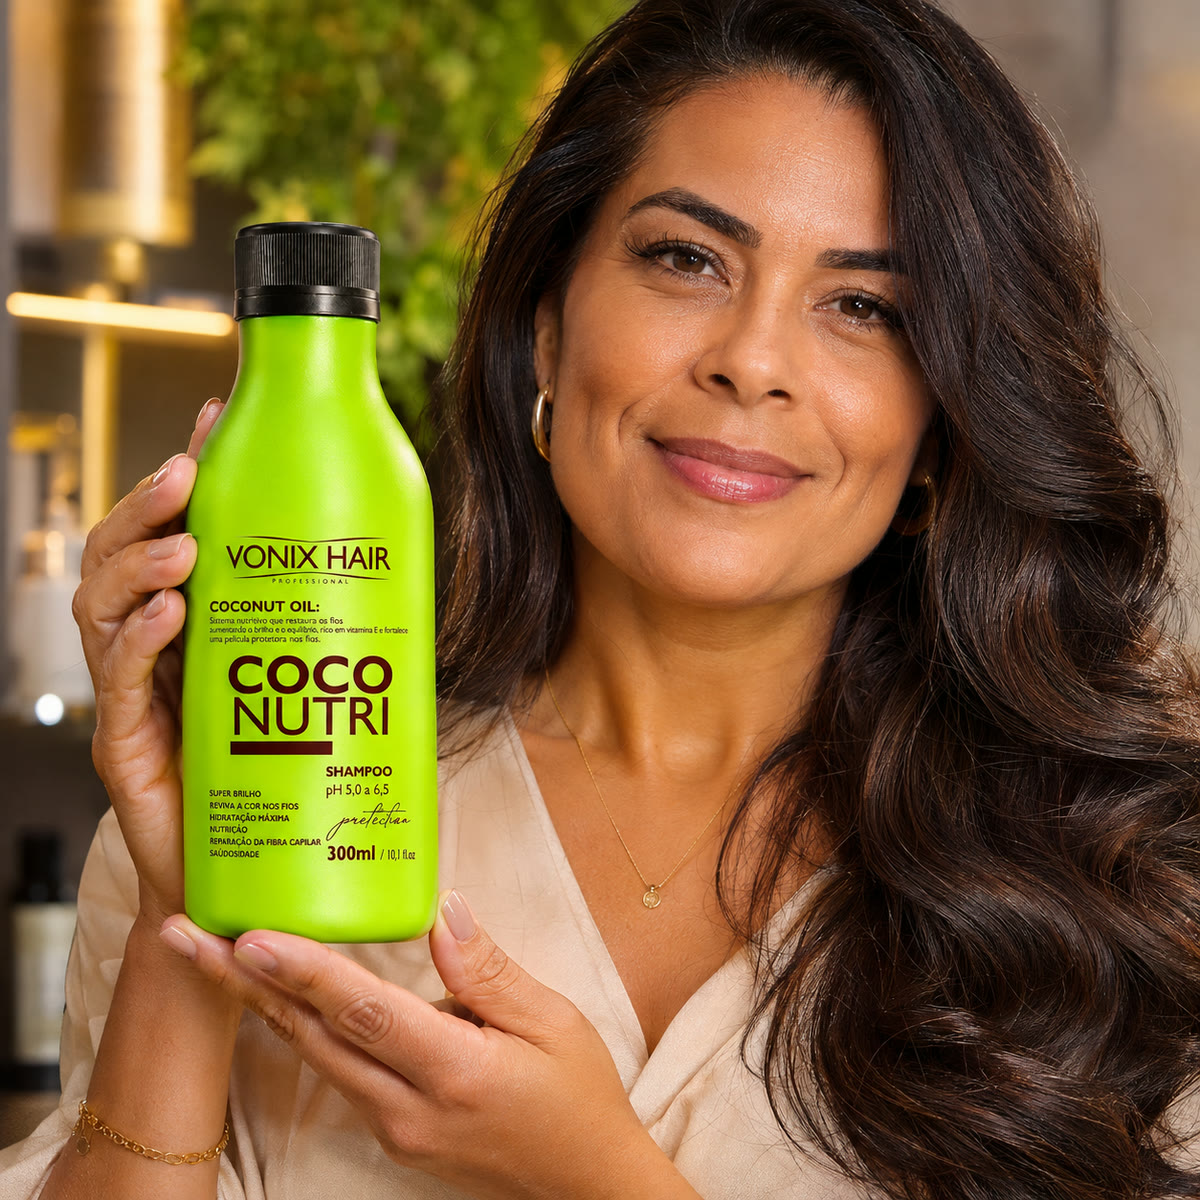 VONIX HAIR
PROFESSIONAL
COCONUT OIL:
Sistema nutritivo que restaura os fios
aumentando o brilho e o equilíbrio, rico em vitamina E e fortalece
uma película protetora nos fios.
COCO
NUTRI
SHAMPOO
pH 5,0 a 6,5
protection
300ml / 10,1 fl.oz
SUPER BRILHO
REVIVA A COR NOS FIOS
HIDRATAÇÃO MÁXIMA
NUTRIÇÃO
REPARAÇÃO DA FIBRA CAPILAR
SAÚDOSIDADE